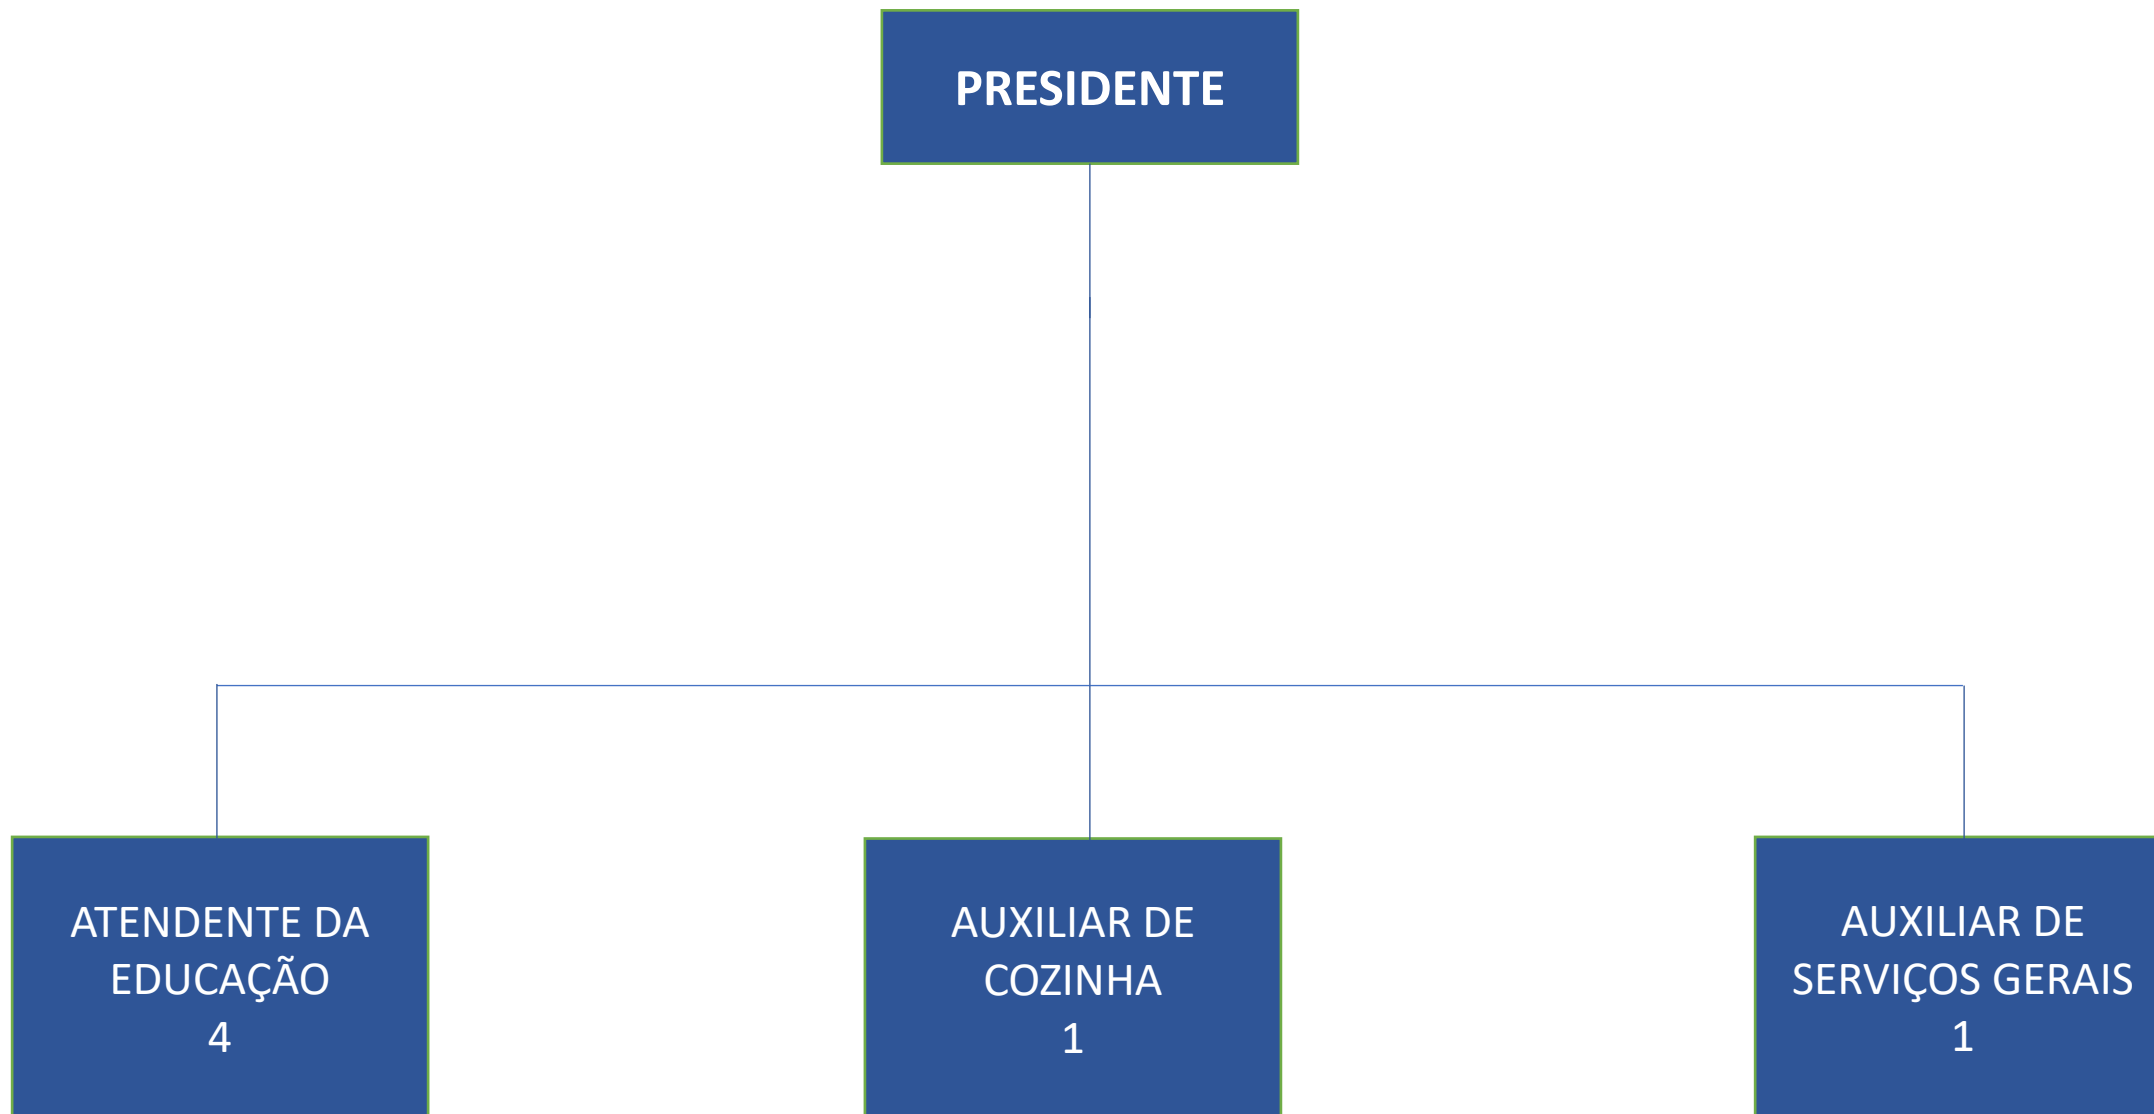 PRESIDENTE
ATENDENTE DA
EDUCAÇÃO
4
AUXILIAR DE
COZINHA
1
AUXILIAR DE
SERVIÇOS GERAIS
1